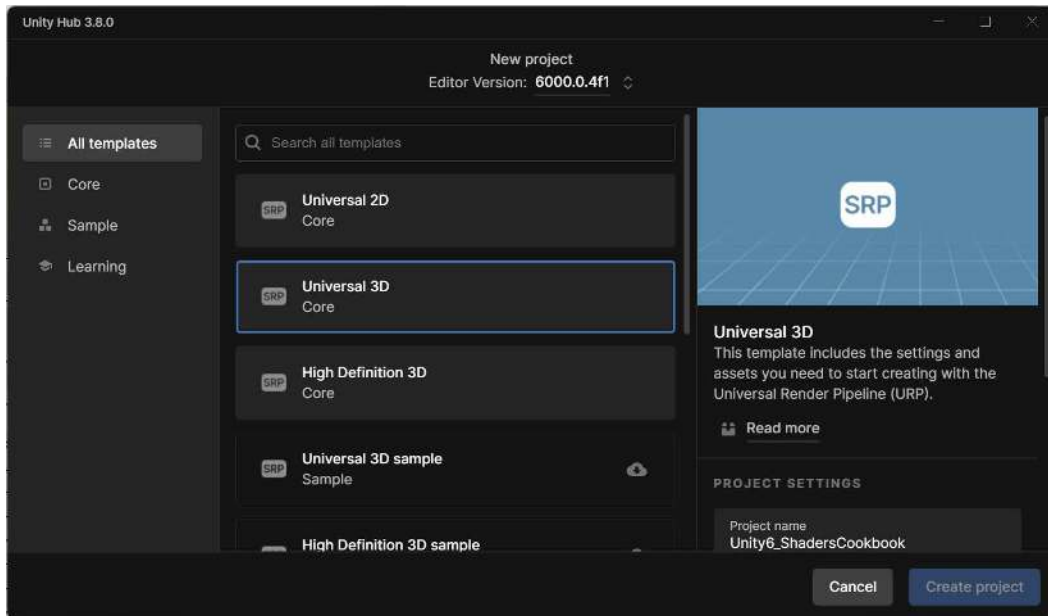 Unity Hub 3.8.0
New project
Editor Version: 6000.0.4f1
All templates
Core
Sample
Learning
Search all templates
SRP
Universal 2D
Core
SRP
Universal 3D
Core
SRP
High Definition 3D
Core
SRP
Universal 3D sample
Sample
High Definition 3D sample
SRP
Universal 3D
This template includes the settings and
assets you need to start creating with the
Universal Render Pipeline (URP).
Read more
PROJECT SETTINGS
Project name
Unity6_ShadersCookbook
Cancel
Create project